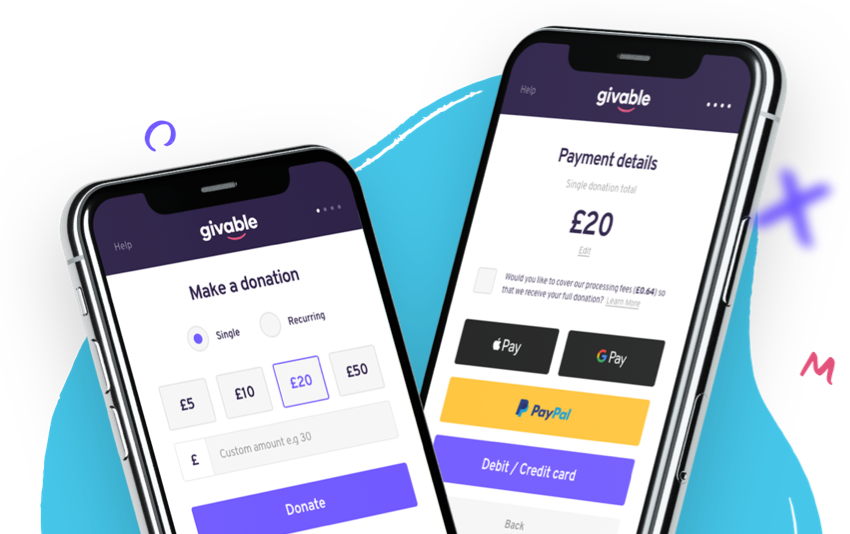 Help
givable
Make a donation
Single
Recurring
£5
£10
£20
£50
£
Custom amount e.g 30
Donate
Help
givable
Payment details
Single donation total
£20
Edit
Would you like to cover our processing fees (£0.64) so
that we receive your full donation? Learn More
Pay
G Pay
PayPal
Debit / Credit card
Back